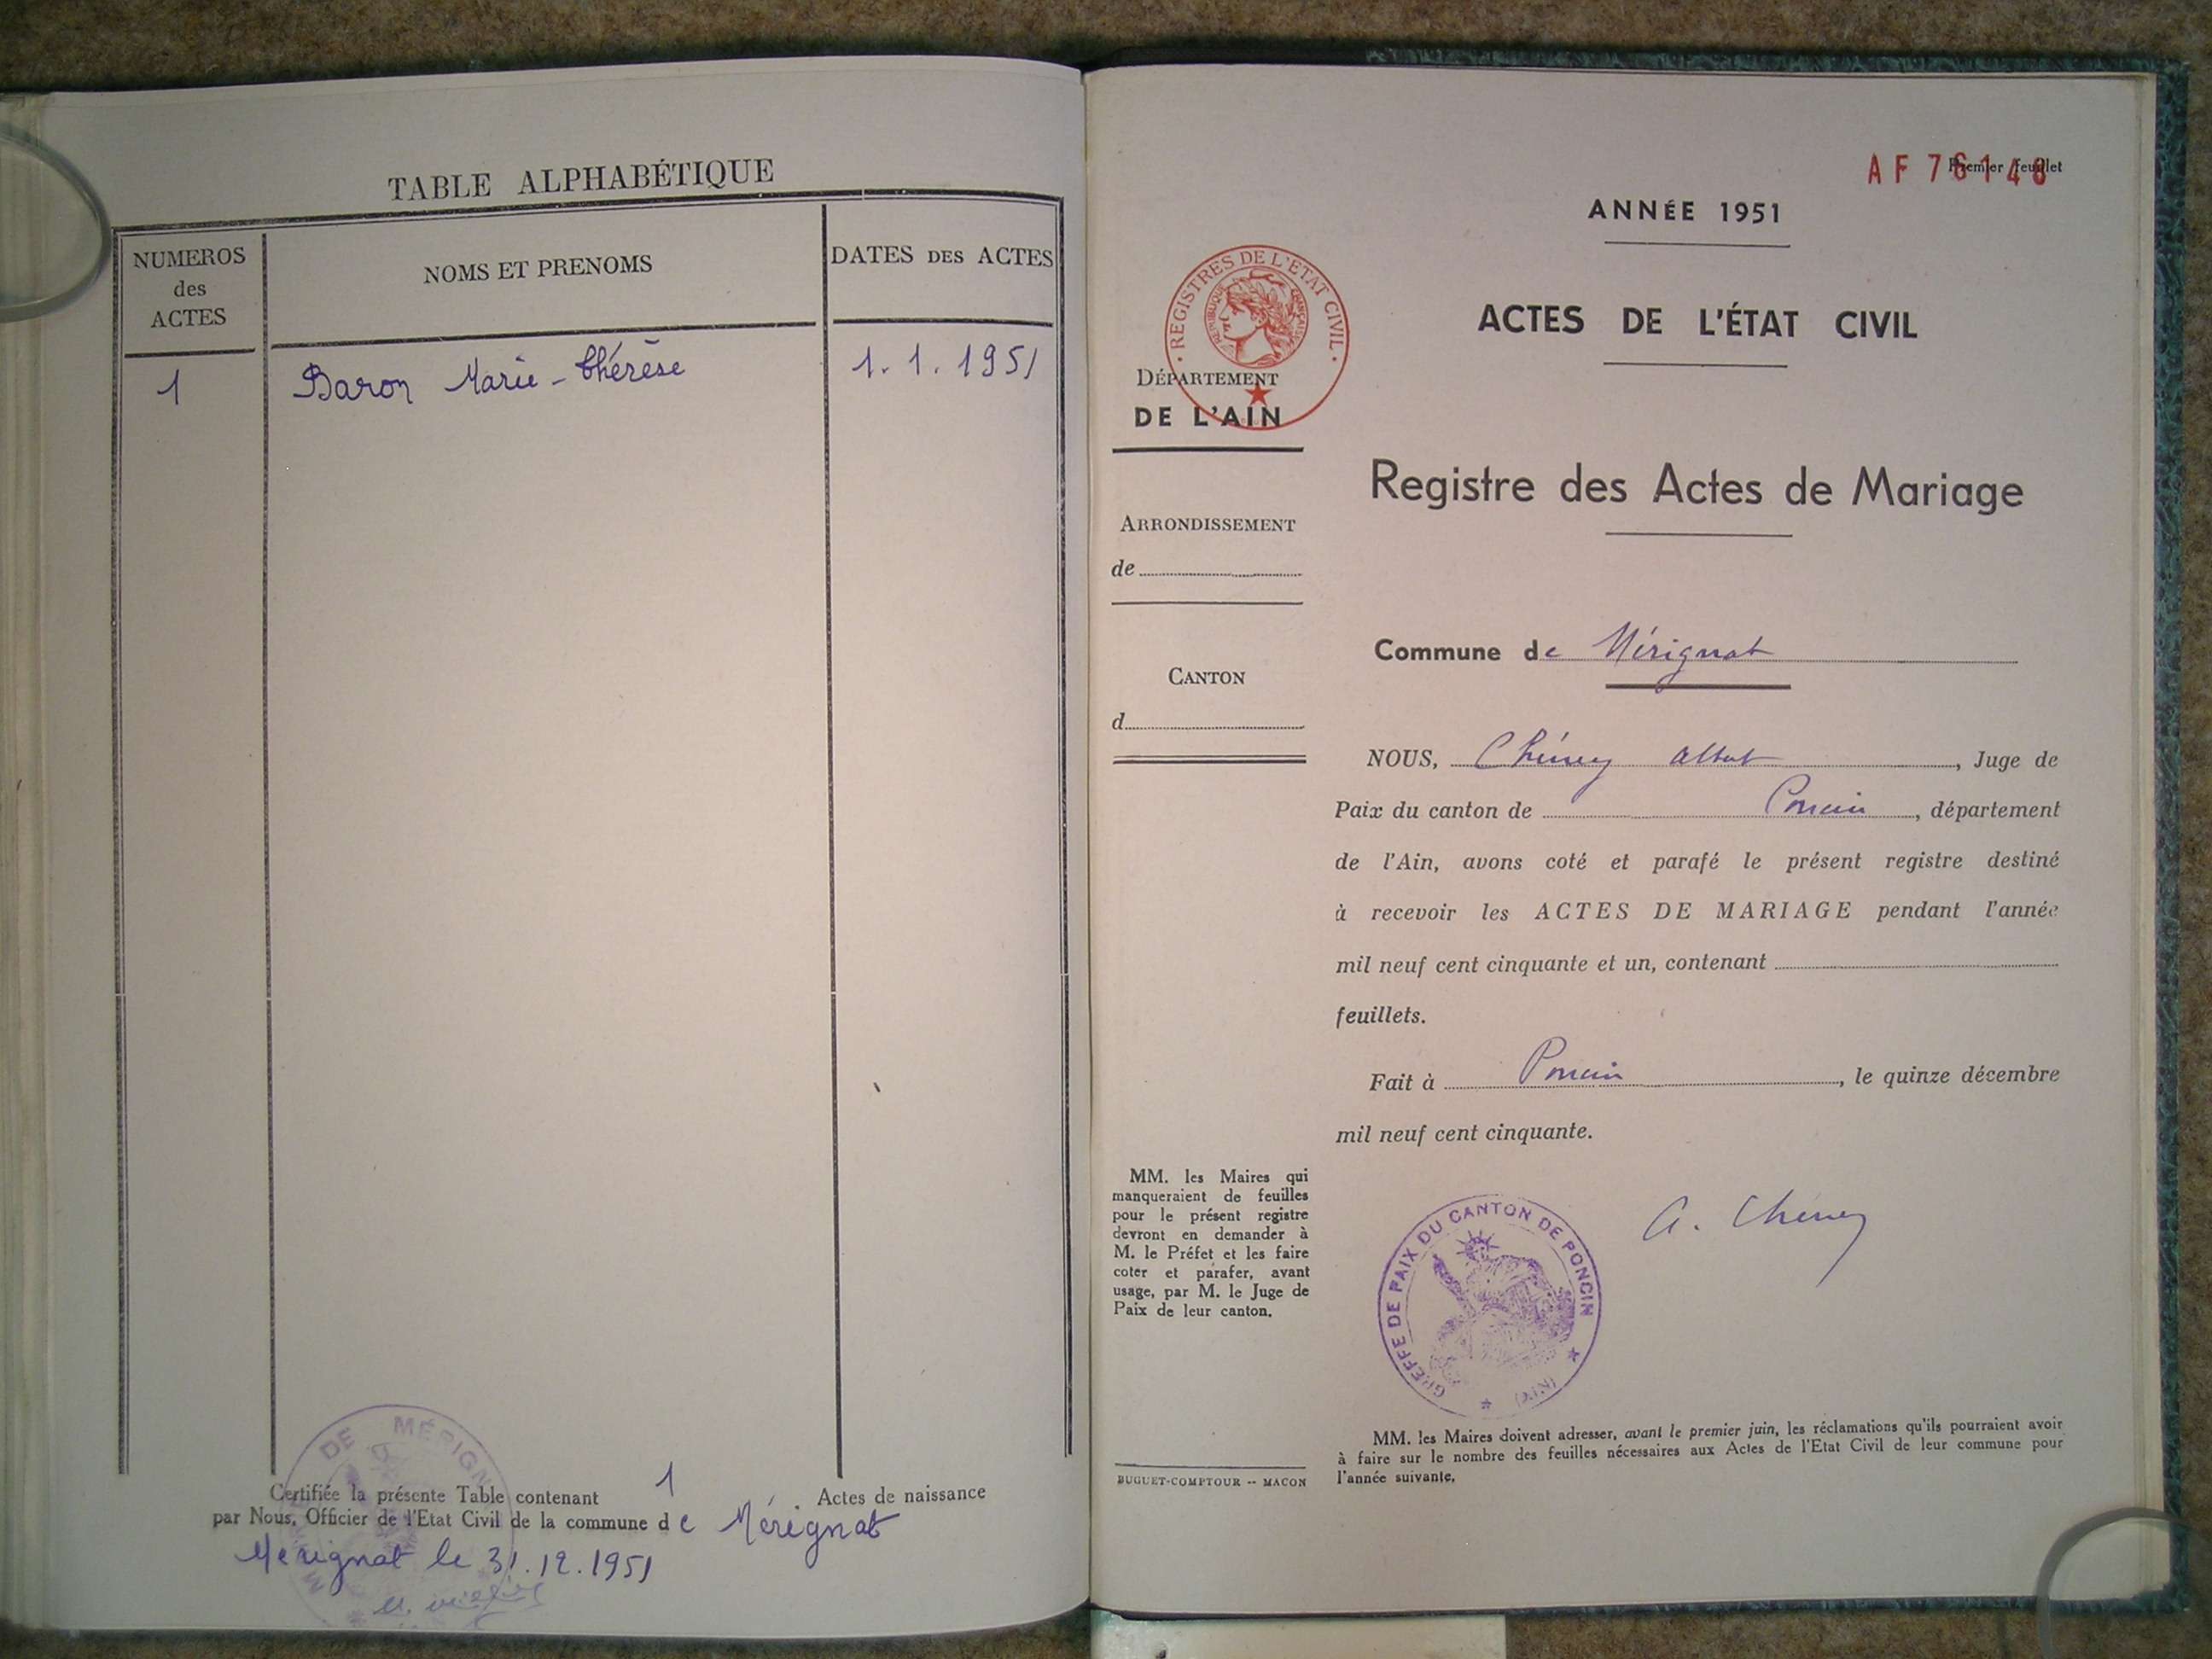 TABLE ALPHABÉTIQUE
NUMEROS
des
ACTES
NOMS ET PRENOMS
DATES DES ACTES
1 Baron Marie-Thérèse 1.1.1951
Certifiée la présente Table contenant 1 Actes de naissance
par Nous, Officier de l'Etat Civil de la commune de Mérignat
Mérignat le 31.12.1951
DE MÉRIGN
Premier feuillet
AF 76146
ANNÉE 1951
ACTES DE L'ÉTAT CIVIL
REGISTRES DE L'ETAT CIVIL
REPUBLIQUE FRANÇAISE
DÉPARTEMENT
DE L'AIN
ARRONDISSEMENT
de
CANTON
d
Registre des Actes de Mariage
Commune de Mérignat
NOUS, Chéney Albert, Juge de
Paix du canton de Poncin, département
de l'Ain, avons coté et parafé le présent registre destiné
à recevoir les ACTES DE MARIAGE pendant l'année
mil neuf cent cinquante et un, contenant
feuillets.
Fait à Poncin, le quinze décembre
mil neuf cent cinquante.
A. Chéney
GREFFE DE PAIX DU CANTON DE PONCIN
(AIN)
MM. les Maires qui
manqueraient de feuilles
pour le présent registre
devront en demander à
M. le Préfet et les faire
coter et parafer, avant
usage, par M. le Juge de
Paix de leur canton.
BUGUET-COMPTOUR -- MACON
MM. les Maires doivent adresser, avant le premier juin, les réclamations qu'ils pourraient avoir
à faire sur le nombre des feuilles nécessaires aux Actes de l'Etat Civil de leur commune pour
l'année suivante.